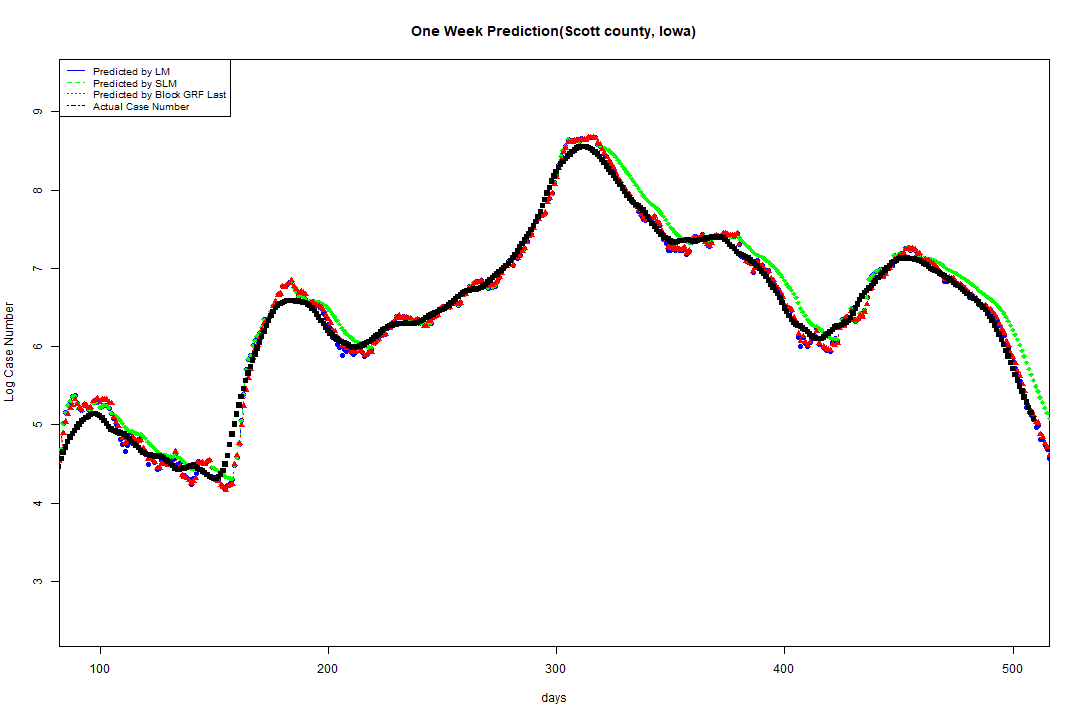 One Week Prediction(Scott county, Iowa)
Predicted by LM
Predicted by SLM
Predicted by Block GRF Last
Actual Case Number
9
8
7
6
5
4
3
Log Case Number
100 200 300 400 500
days